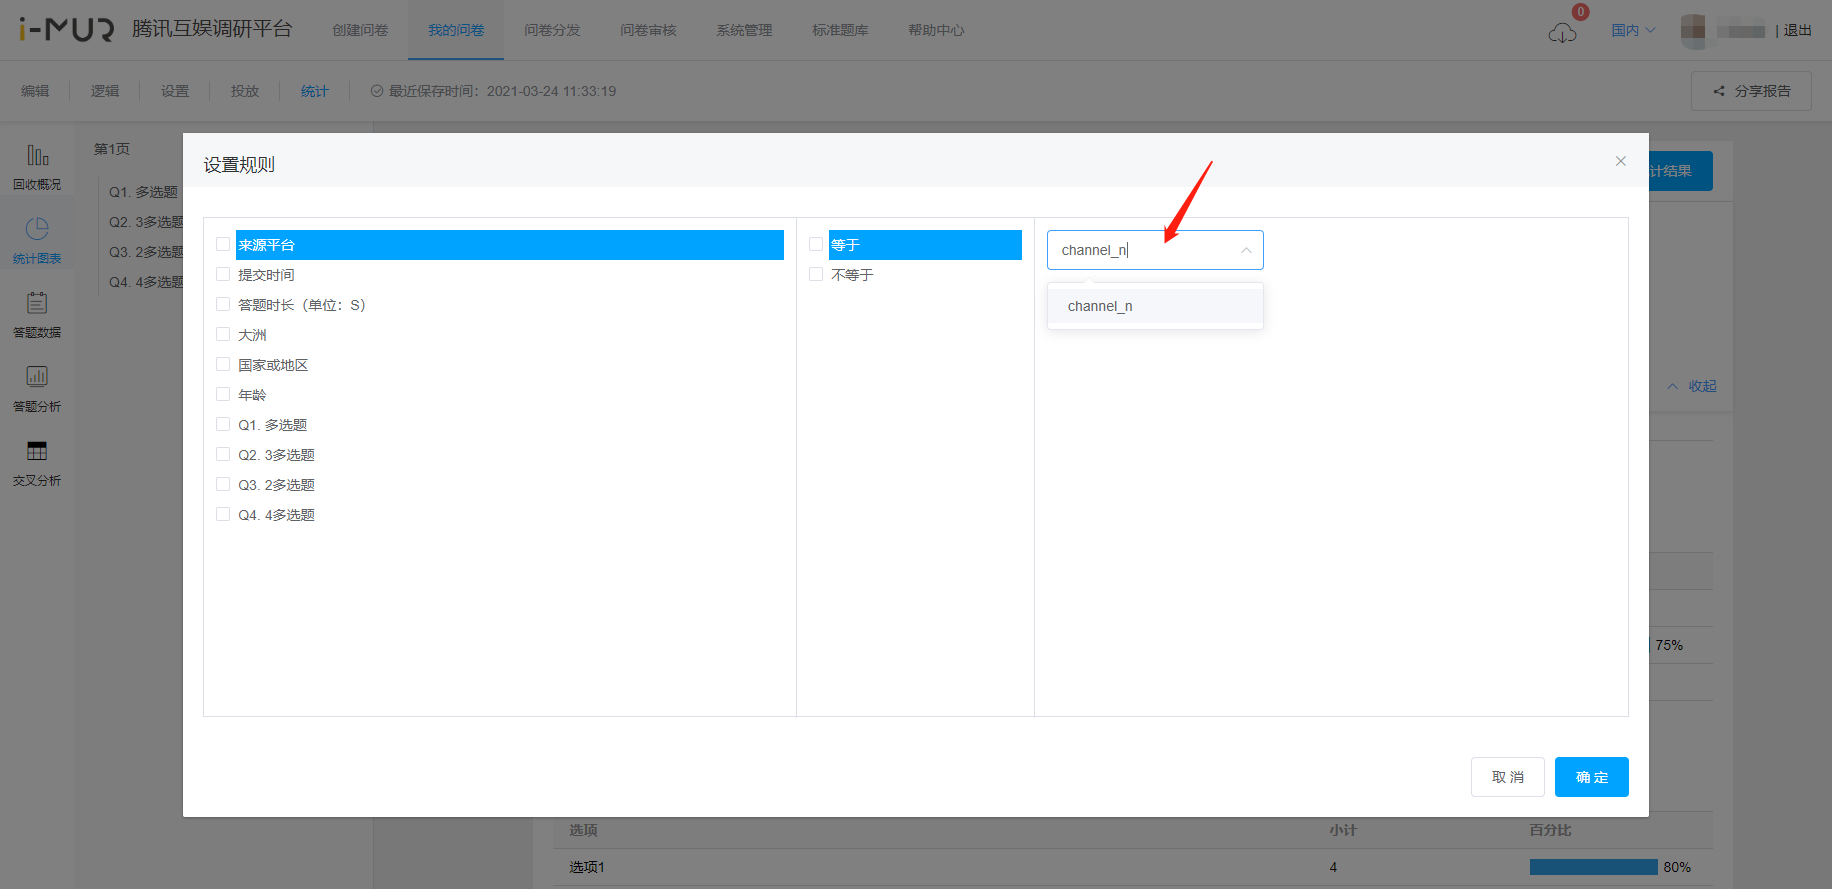 i-MUR 腾讯互娱调研平台 创建问卷 我的问卷 问卷分发 问卷审核 系统管理 标准题库 帮助中心 0 国内 | 退出
编辑 逻辑 设置 投放 统计 最近保存时间：2021-03-24 11:33:19 分享报告
回收概况
统计图表
答题数据
答题分析
交叉分析
第1页
Q1. 多选题
Q2. 3多选题
Q3. 2多选题
Q4. 4多选题
计结果
收起
75%
设置规则
来源平台
提交时间
答题时长（单位：S）
大洲
国家或地区
年龄
Q1. 多选题
Q2. 3多选题
Q3. 2多选题
Q4. 4多选题
等于
不等于
channel_n
channel_n
取消 确定
选项 小计 百分比
选项1 4 80%